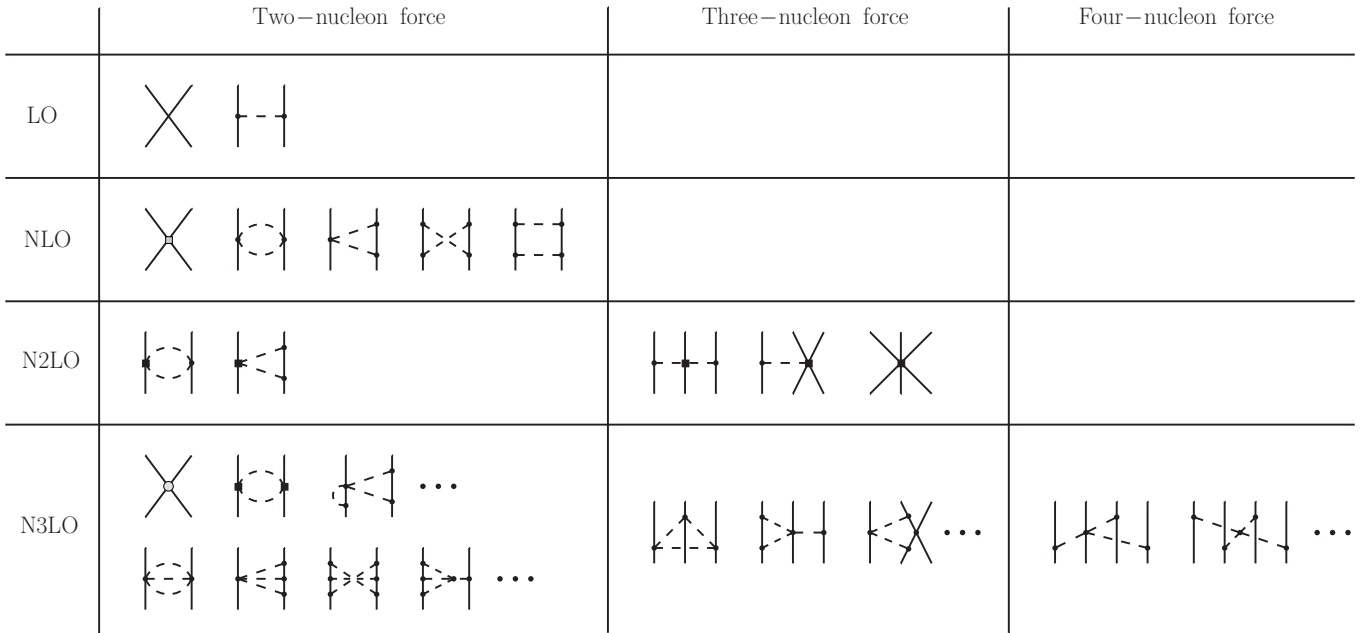 Two−nucleon force
Three−nucleon force
Four−nucleon force
LO
NLO
N2LO
N3LO